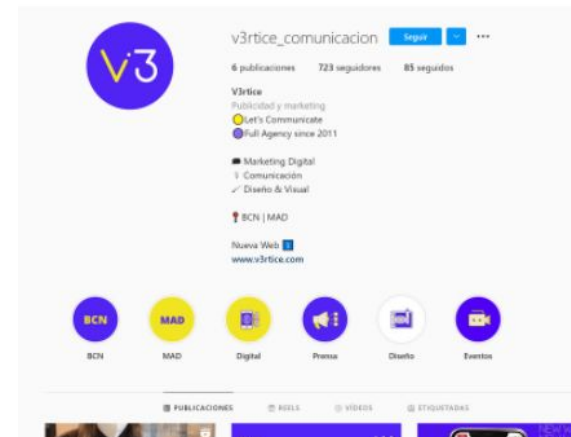 V3
v3rtice_comunicacion Seguir
6 publicaciones 723 seguidores 85 seguidos
V3rtice
Publicidad y marketing
Let's Communicate
Full Agency since 2011
Marketing Digital
Comunicación
Diseño & Visual
BCN | MAD
Nueva Web
www.v3rtice.com
BCN MAD
BCN MAD Digital Prensa Diseño Eventos
PUBLICACIONES REELS VÍDEOS ETIQUETADAS